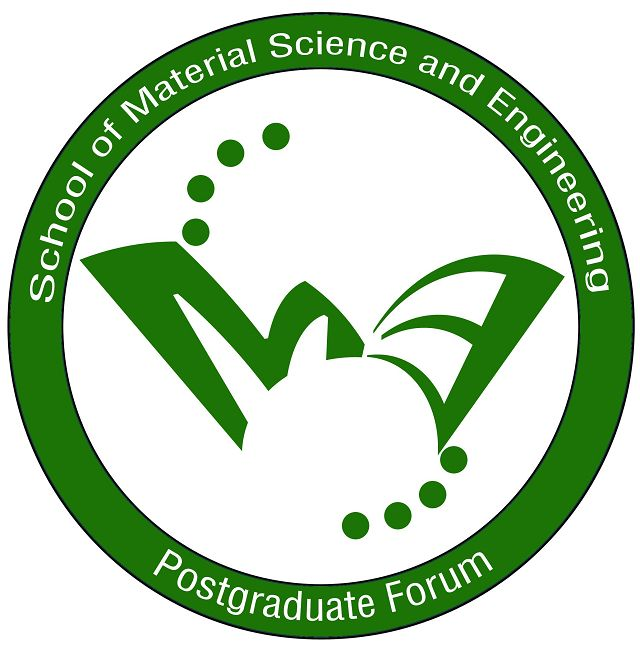 School of Material Science and Engineering
Postgraduate Forum